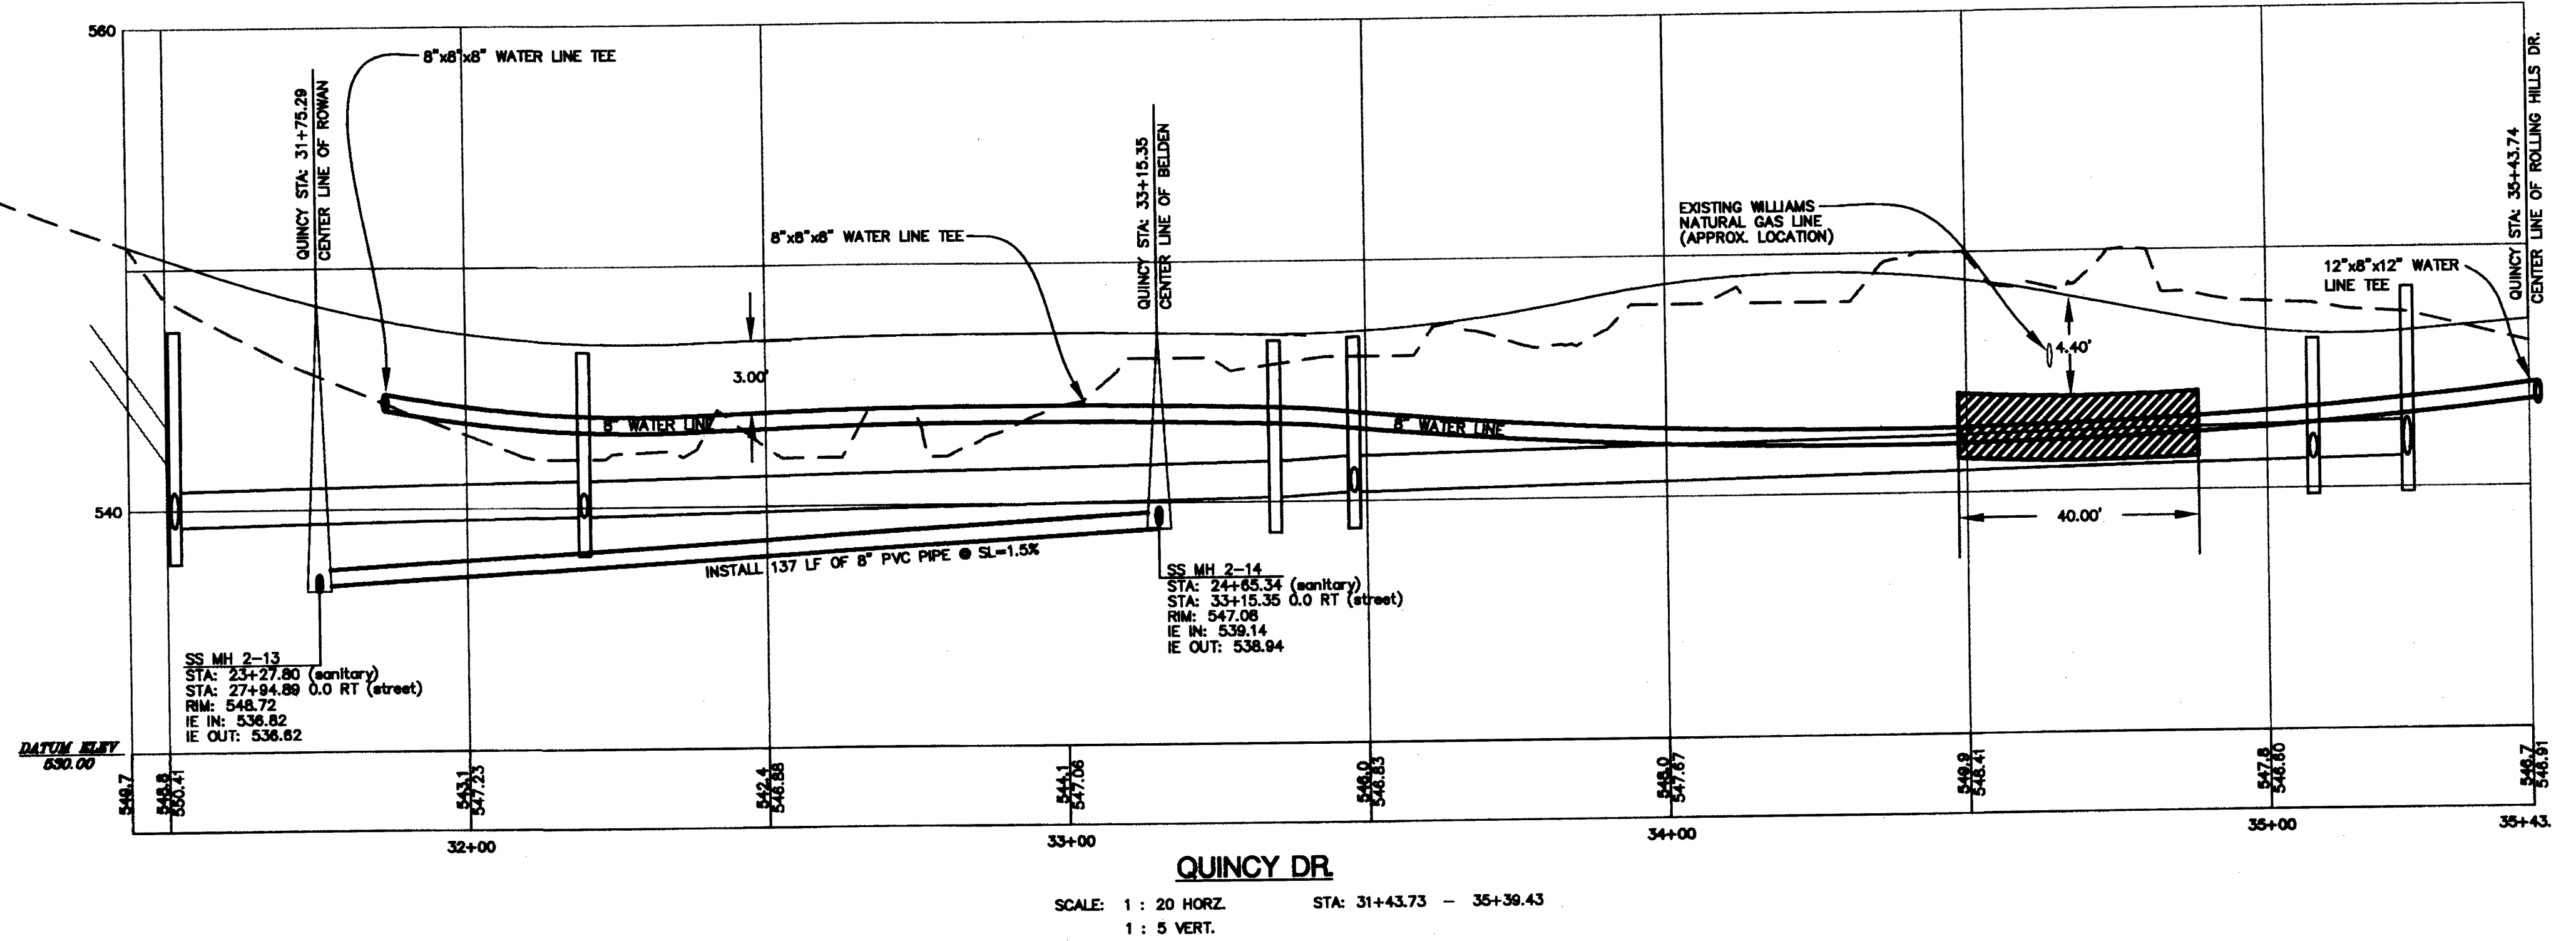 560
8"x8"x8" WATER LINE TEE
QUINCY STA: 31+75.29
CENTER LINE OF ROWAN
8"x8"x8" WATER LINE TEE
QUINCY STA: 33+15.35
CENTER LINE OF BELDEN
EXISTING WILLIAMS
NATURAL GAS LINE
(APPROX. LOCATION)
12"x8"x12" WATER
LINE TEE
QUINCY STA: 35+43.74
CENTER LINE OF ROLLING HILLS DR.
3.00'
4.40'
8" WATER LINE
8" WATER LINE
540
40.00'
INSTALL 137 LF OF 8" PVC PIPE @ SL=1.5%
SS MH 2-14
STA: 24+65.34 (sanitary)
STA: 33+15.35 0.0 RT (street)
RIM: 547.08
IE IN: 539.14
IE OUT: 538.94
SS MH 2-13
STA: 23+27.80 (sanitary)
STA: 27+94.89 0.0 RT (street)
RIM: 548.72
IE IN: 536.82
IE OUT: 536.62
DATUM ELEV
530.00
549.7
548.8
550.41
543.1
547.23
542.4
546.88
544.1
547.06
546.0
546.83
548.0
547.67
549.9
548.41
547.8
546.60
546.7
546.91
32+00
33+00
34+00
35+00
35+43.
QUINCY DR.
SCALE: 1 : 20 HORZ. STA: 31+43.73 - 35+39.43
1 : 5 VERT.